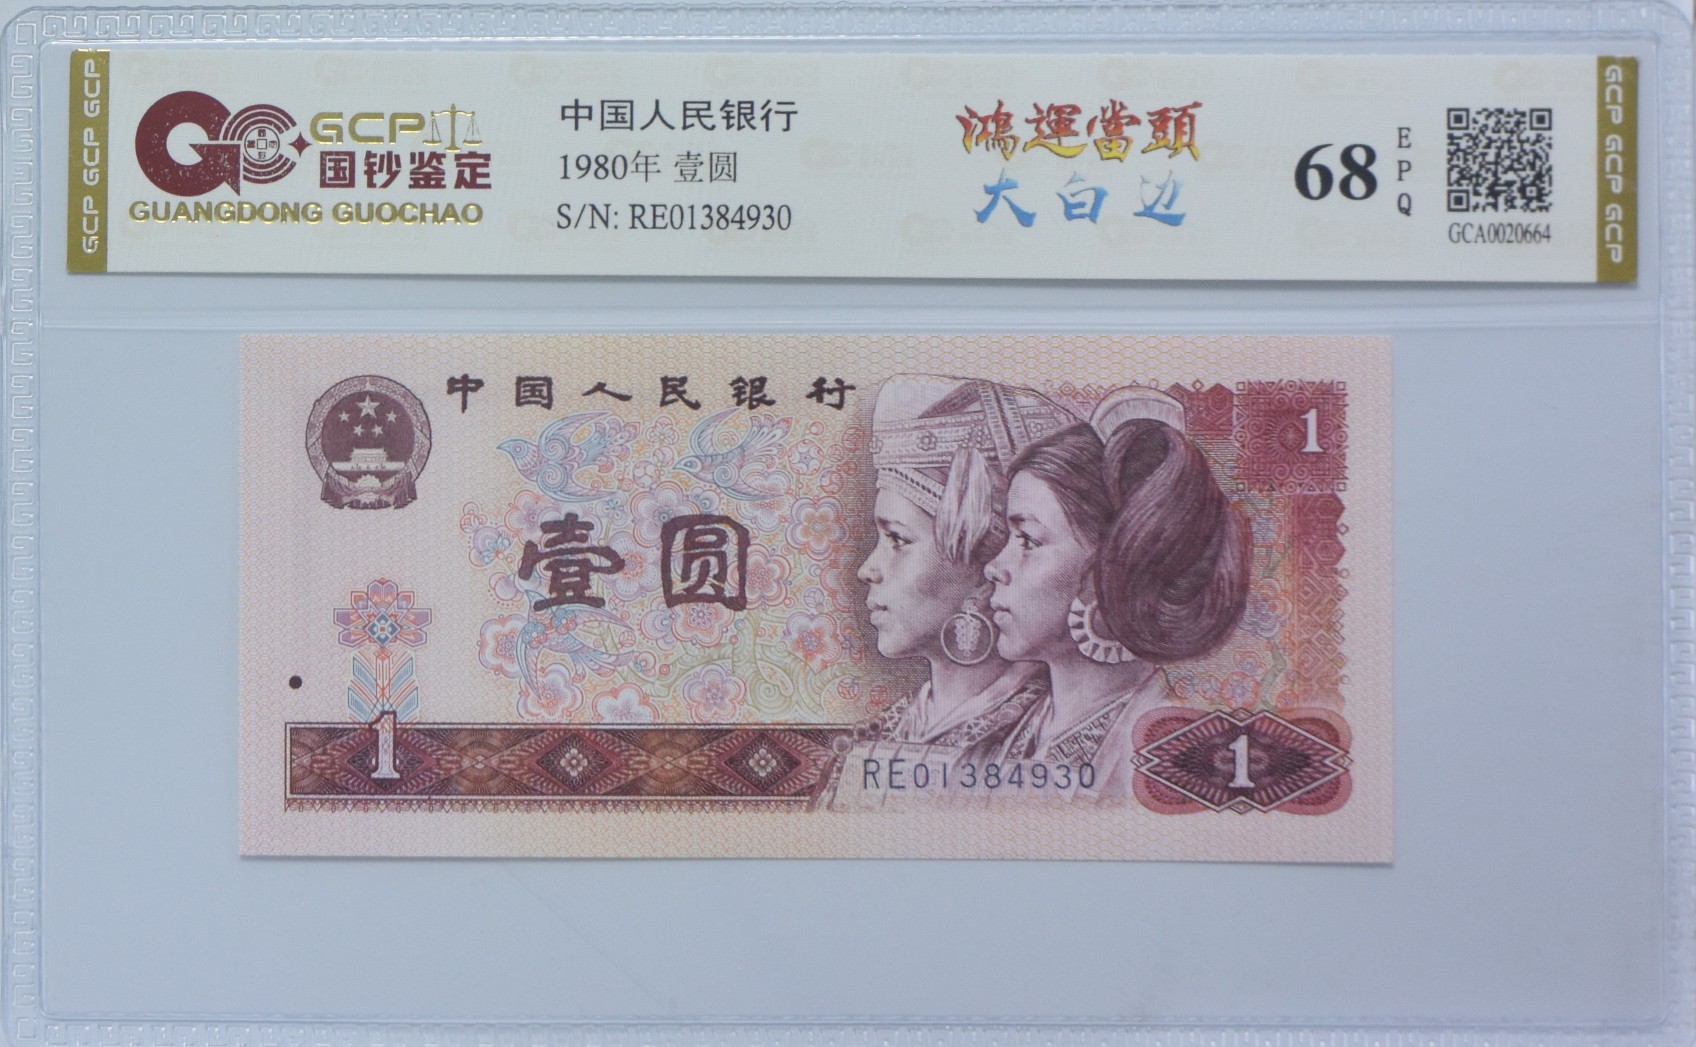 GCP GCP GCP
GCP
国钞鉴定
GUANGDONG GUOCHAO
中国人民银行
1980年 壹圆
S/N: RE01384930
鴻運當頭
大白边
68
EPQ
GCA0020664
GCP GCP GCP
中国人民银行
1
壹圆
1
RE01384930
1